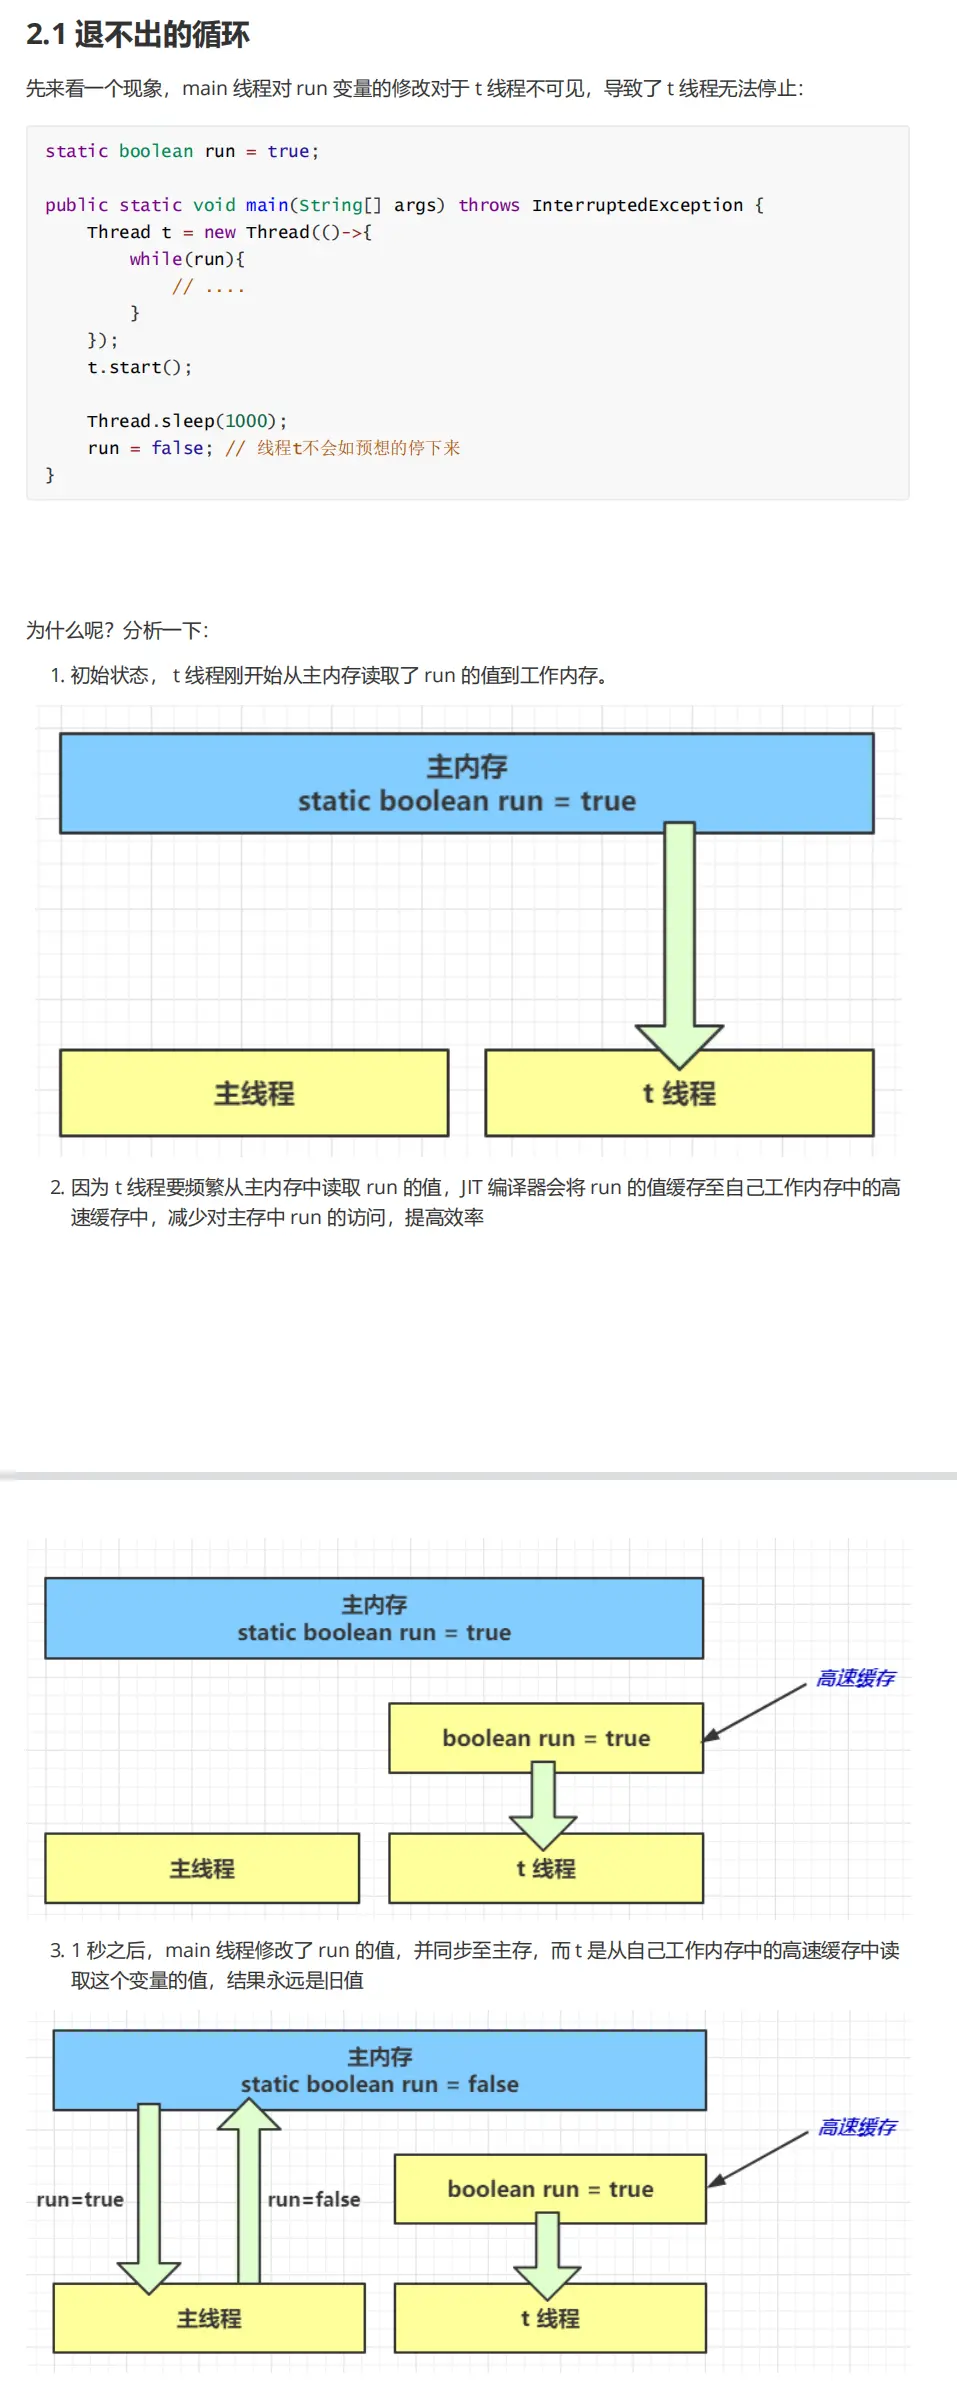 2.1 退不出的循环
先来看一个现象，main 线程对 run 变量的修改对于 t 线程不可见，导致了 t 线程无法停止：
static boolean run = true;
public static void main(String[] args) throws InterruptedException {
Thread t = new Thread(()->{
while(run){
// ....
}
});
t.start();
Thread.sleep(1000);
run = false; // 线程t不会如预想的停下来
}
为什么呢？分析一下：
1. 初始状态， t 线程刚开始从主内存读取了 run 的值到工作内存。
主内存
static boolean run = true
主线程
t 线程
2. 因为 t 线程要频繁从主内存中读取 run 的值，JIT 编译器会将 run 的值缓存至自己工作内存中的高
速缓存中，减少对主存中 run 的访问，提高效率
主内存
static boolean run = true
高速缓存
boolean run = true
主线程
t 线程
3. 1 秒之后，main 线程修改了 run 的值，并同步至主存，而 t 是从自己工作内存中的高速缓存中读
取这个变量的值，结果永远是旧值
主内存
static boolean run = false
高速缓存
boolean run = true
run=true
run=false
主线程
t 线程